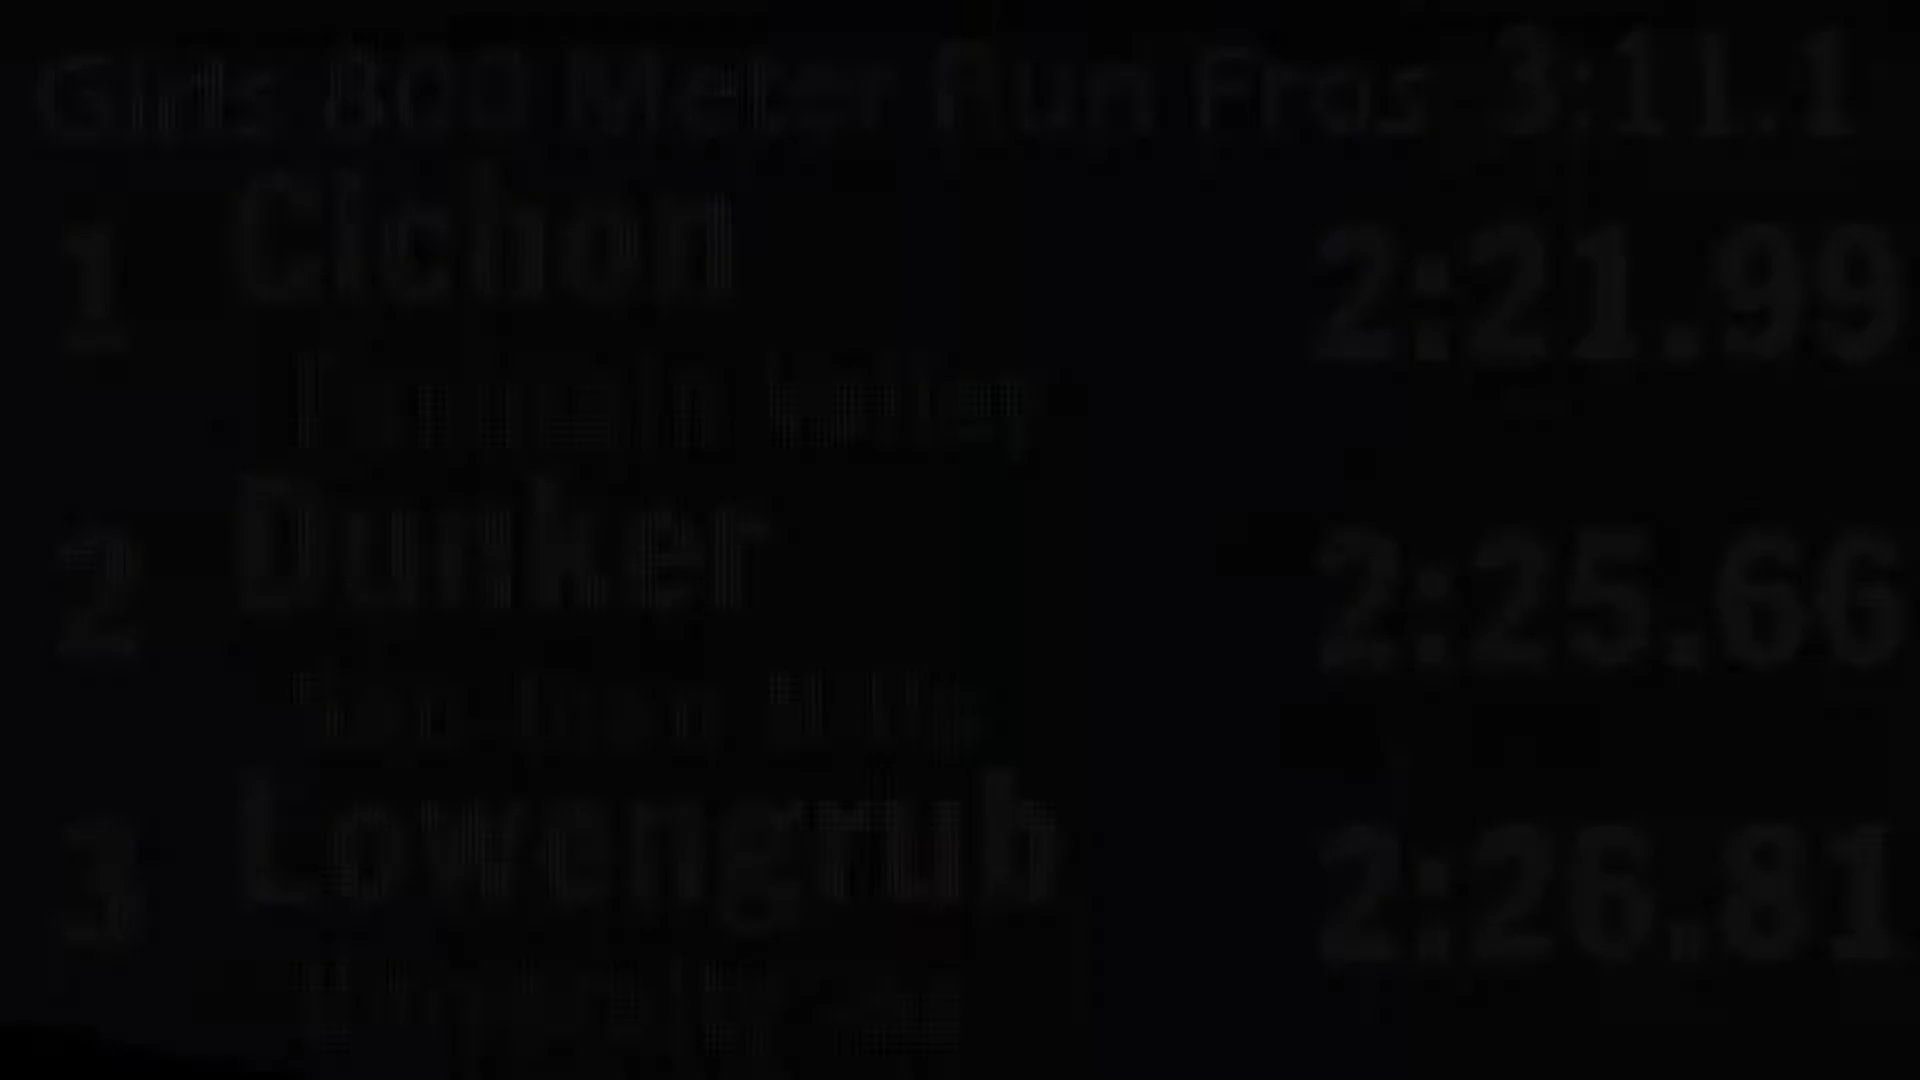 Girls 800 Meter Run Fros 3:11.1
1 Cichon 2:21.99
2 Dunker 2:25.66
3 Lowengrub 2:26.81